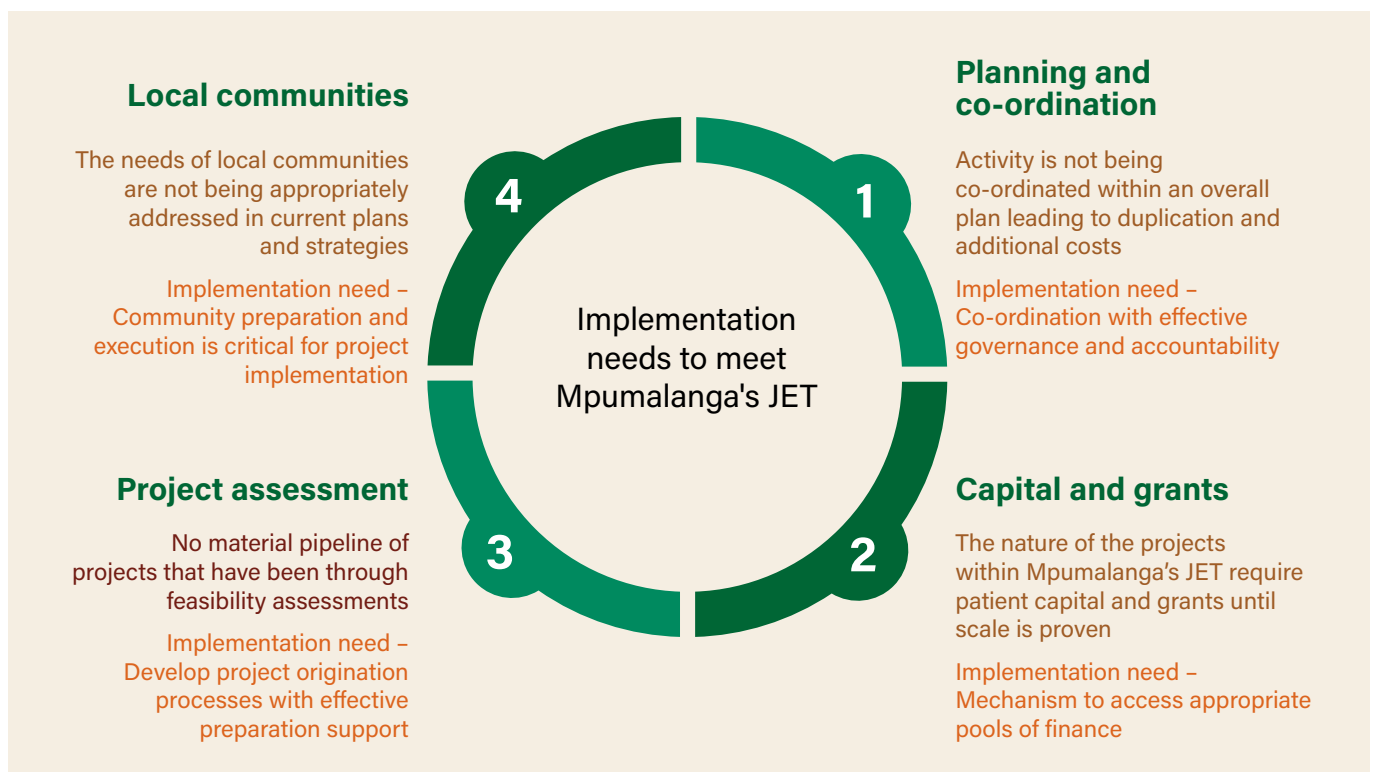 Planning and
co-ordination
Activity is not being
co-ordinated within an overall
plan leading to duplication and
additional costs
Implementation need –
Co-ordination with effective
governance and accountability
1
Capital and grants
The nature of the projects
within Mpumalanga’s JET require
patient capital and grants until
scale is proven
Implementation need –
Mechanism to access appropriate
pools of finance
2
Project assessment
No material pipeline of
projects that have been through
feasibility assessments
Implementation need –
Develop project origination
processes with effective
preparation support
3
Local communities
The needs of local communities
are not being appropriately
addressed in current plans
and strategies
Implementation need –
Community preparation and
execution is critical for project
implementation
4
Implementation
needs to meet
Mpumalanga's JET